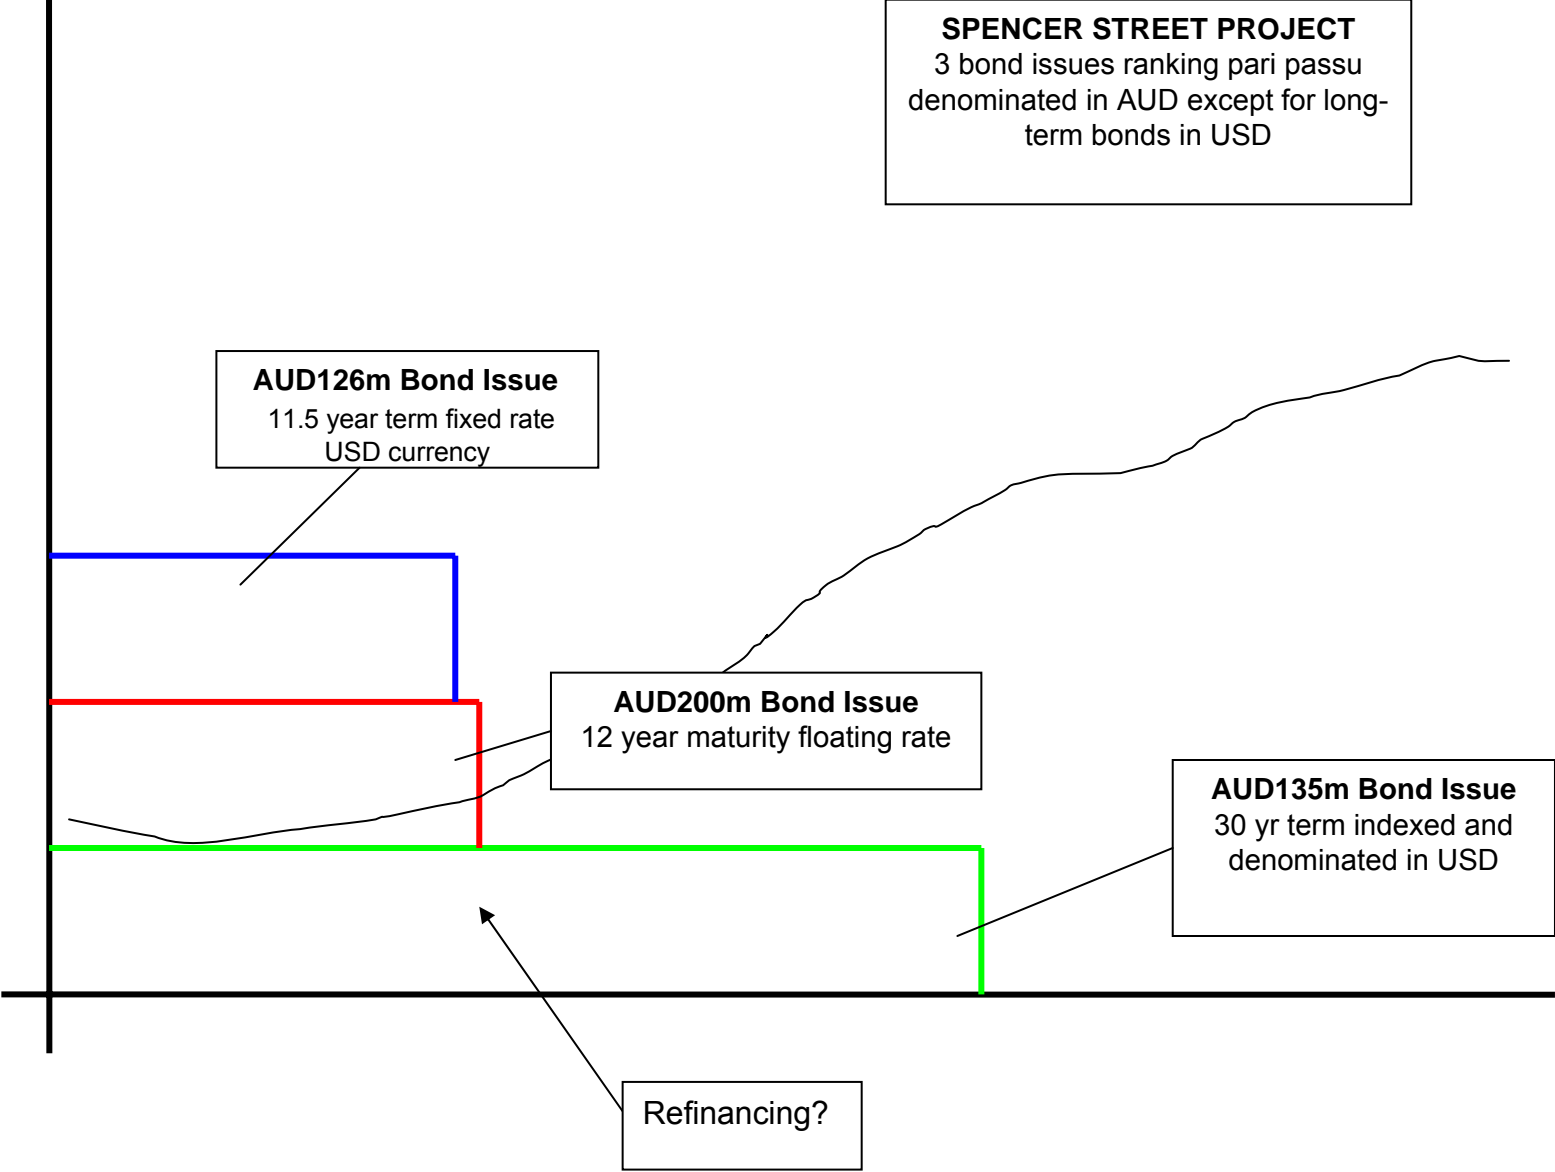 SPENCER STREET PROJECT
3 bond issues ranking pari passu
denominated in AUD except for long-
term bonds in USD
AUD126m Bond Issue
11.5 year term fixed rate
USD currency
AUD200m Bond Issue
12 year maturity floating rate
AUD135m Bond Issue
30 yr term indexed and
denominated in USD
Refinancing?